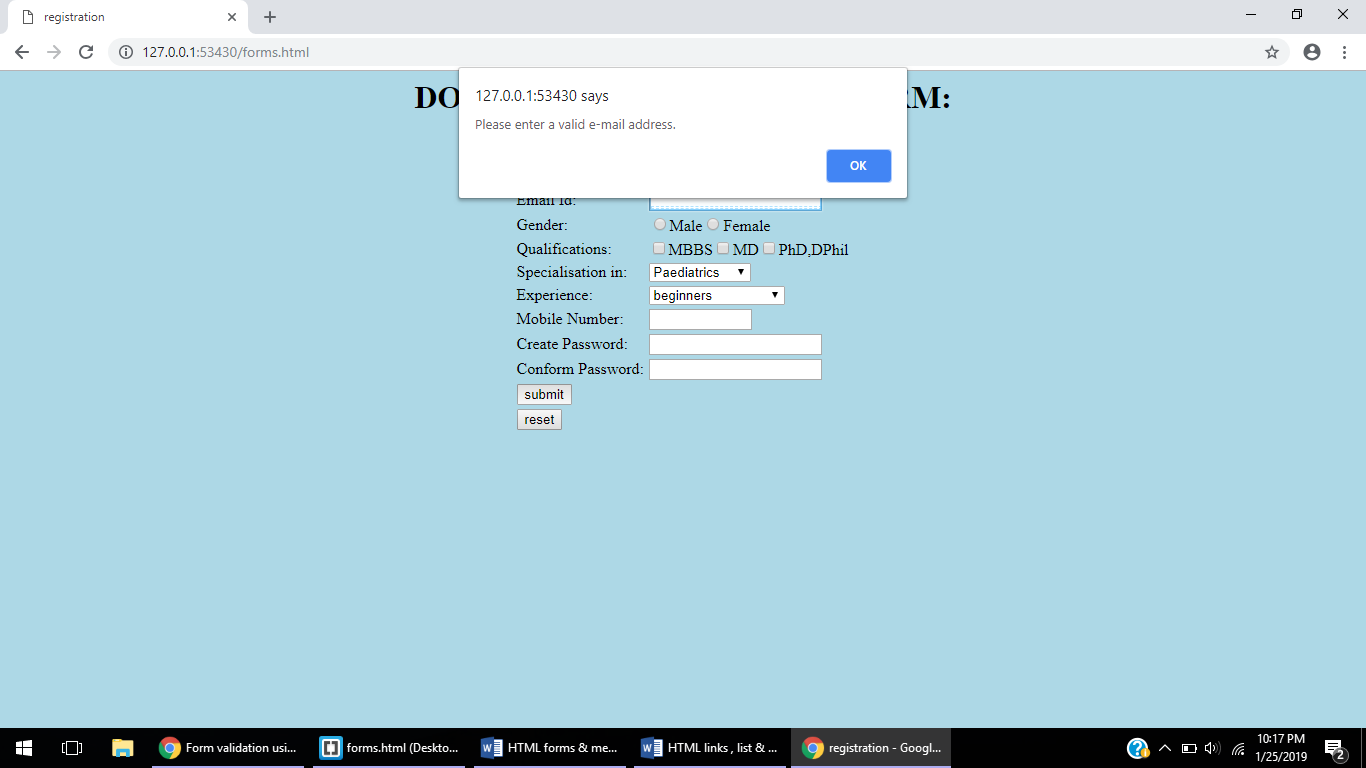 registration
127.0.0.1:53430/forms.html
DO RM:
127.0.0.1:53430 says
Please enter a valid e-mail address.
OK
Email Id:
Gender: Male Female
Qualifications: MBBS MD PhD,DPhil
Specialisation in: Paediatrics
Experience: beginners
Mobile Number:
Create Password:
Conform Password:
submit
reset
Form validation usi... forms.html (Deskto... HTML forms & me... HTML links , list & ... registration - Googl...
10:17 PM
1/25/2019
2